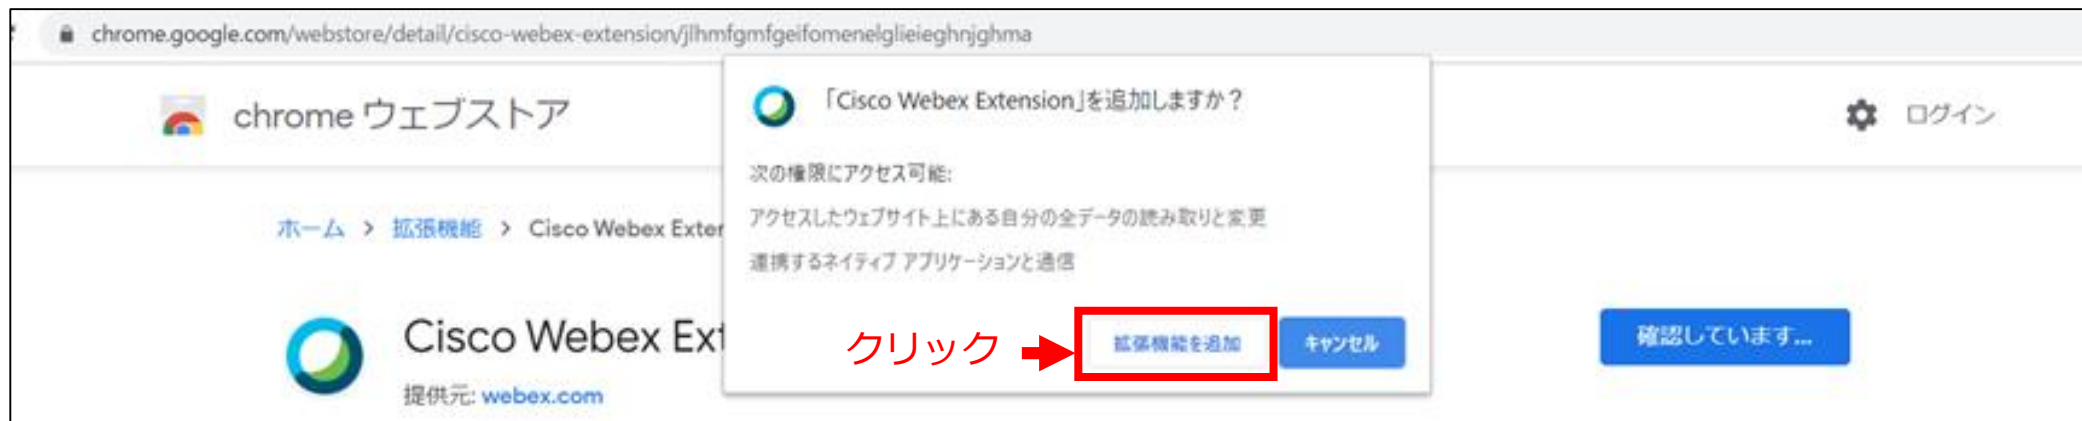 chrome.google.com/webstore/detail/cisco-webex-extension/jlhmfgmfgeifomenelglieieghnjghma
chrome ウェブストア
ログイン
「Cisco Webex Extension」を追加しますか？
次の権限にアクセス可能:
アクセスしたウェブサイト上にある自分の全データの読み取りと変更
連携するネイティブ アプリケーションと通信
クリック
拡張機能を追加
キャンセル
ホーム > 拡張機能 > Cisco Webex Exter
Cisco Webex Ext
提供元: webex.com
確認しています...